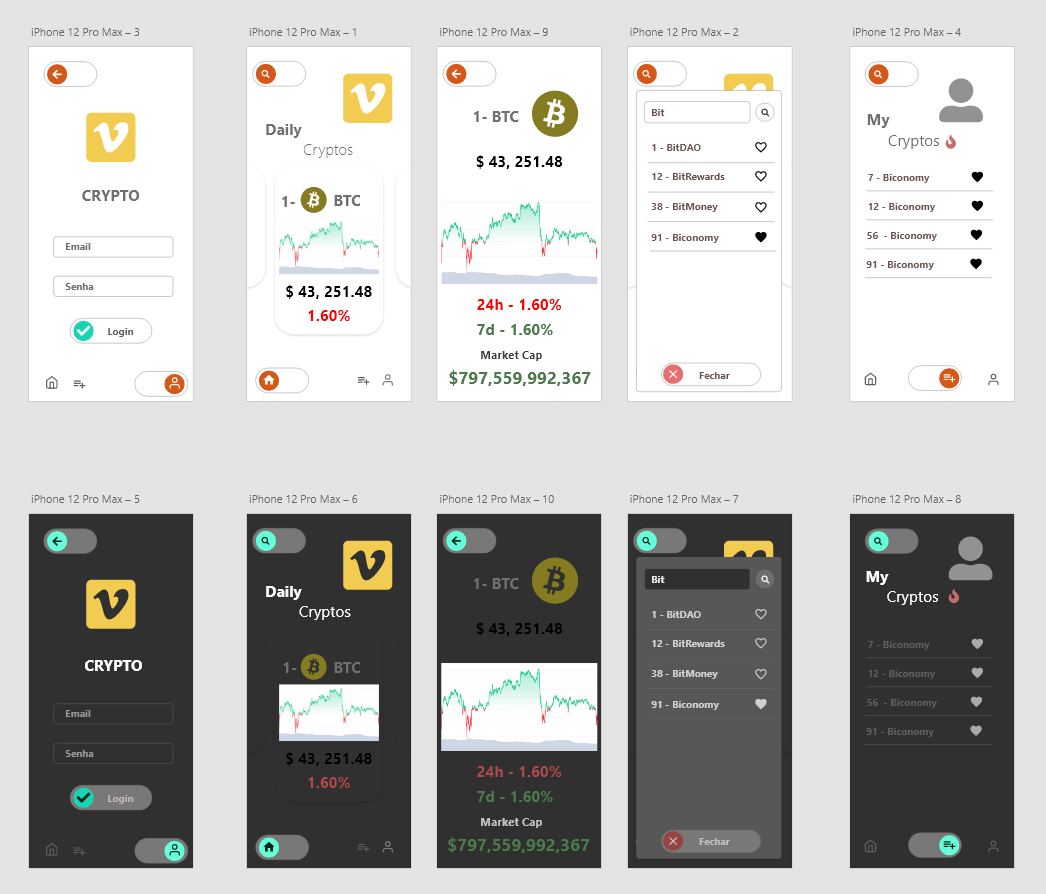 iPhone 12 Pro Max – 3
CRYPTO
Email
Senha
Login
iPhone 12 Pro Max – 1
Daily
Cryptos
1- BTC
$ 43, 251.48
1.60%
iPhone 12 Pro Max – 9
1- BTC
$ 43, 251.48
24h - 1.60%
7d - 1.60%
Market Cap
$797,559,992,367
iPhone 12 Pro Max – 2
Bit
1 - BitDAO
12 - BitRewards
38 - BitMoney
91 - Biconomy
Fechar
iPhone 12 Pro Max – 4
My
Cryptos
7 - Biconomy
12 - Biconomy
56 - Biconomy
91 - Biconomy
iPhone 12 Pro Max – 5
CRYPTO
Email
Senha
Login
iPhone 12 Pro Max – 6
Daily
Cryptos
1- BTC
$ 43, 251.48
1.60%
iPhone 12 Pro Max – 10
1- BTC
$ 43, 251.48
24h - 1.60%
7d - 1.60%
Market Cap
$797,559,992,367
iPhone 12 Pro Max – 7
Bit
1 - BitDAO
12 - BitRewards
38 - BitMoney
91 - Biconomy
Fechar
iPhone 12 Pro Max – 8
My
Cryptos
7 - Biconomy
12 - Biconomy
56 - Biconomy
91 - Biconomy